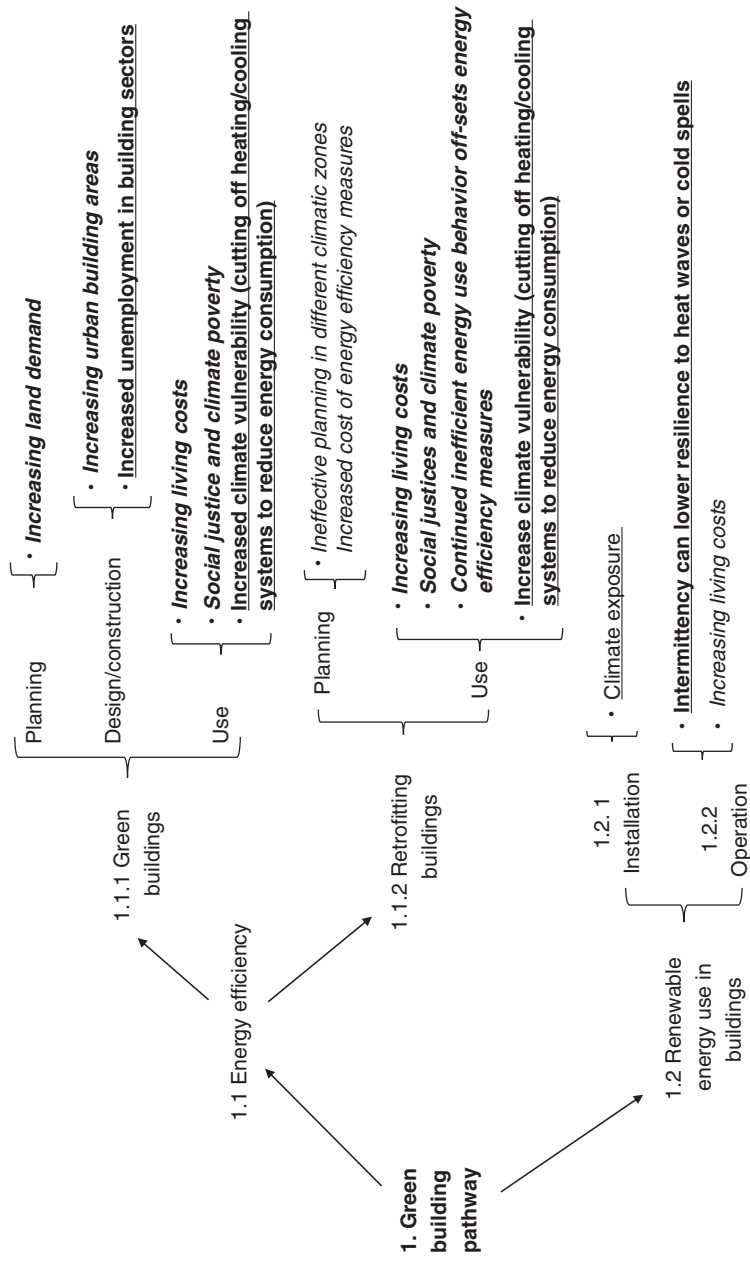 1. Green
building
pathway
1.1 Energy efficiency
1.1.1 Green
buildings
Planning
• Increasing land demand
Design/construction
• Increasing urban building areas
• Increased unemployment in building sectors
Use
• Increasing living costs
• Social justice and climate poverty
• Increased climate vulnerability (cutting off heating/cooling
systems to reduce energy consumption)
1.1.2 Retrofitting
buildings
Planning
• Ineffective planning in different climatic zones
Increased cost of energy efficiency measures
Use
• Increasing living costs
• Social justices and climate poverty
• Continued inefficient energy use behavior off-sets energy
efficiency measures
• Increase climate vulnerability (cutting off heating/cooling
systems to reduce energy consumption)
1.2 Renewable
energy use in
buildings
1.2. 1
Installation
• Climate exposure
1.2.2
Operation
• Intermittency can lower resilience to heat waves or cold spells
• Increasing living costs